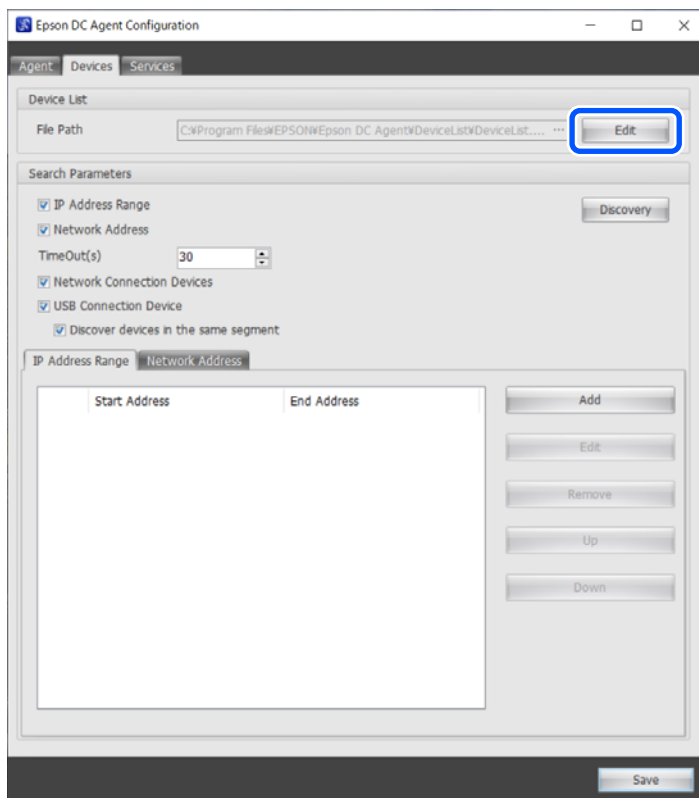 Epson DC Agent Configuration
Agent Devices Services
Device List
File Path C:¥Program Files¥EPSON¥Epson DC Agent¥DeviceList¥DeviceList.... ... Edit
Search Parameters
IP Address Range Discovery
Network Address
TimeOut(s) 30
Network Connection Devices
USB Connection Device
Discover devices in the same segment
IP Address Range Network Address
Start Address End Address Add
Edit
Remove
Up
Down
Save